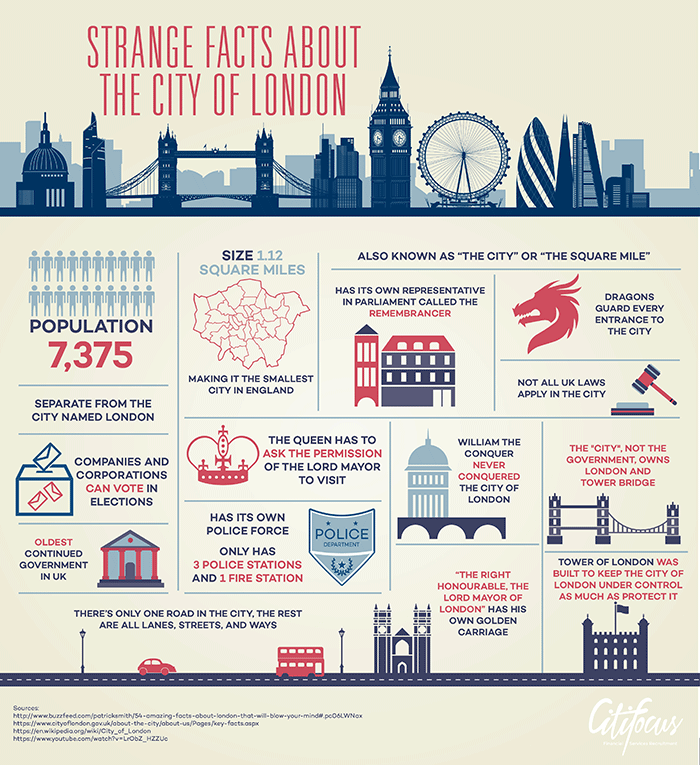 STRANGE FACTS ABOUT
THE CITY OF LONDON
POPULATION
7,375
SIZE 1.12
SQUARE MILES
MAKING IT THE SMALLEST
CITY IN ENGLAND
ALSO KNOWN AS “THE CITY” OR “THE SQUARE MILE”
HAS ITS OWN REPRESENTATIVE
IN PARLIAMENT CALLED THE
REMEMBRANCER
DRAGONS
GUARD EVERY
ENTRANCE TO
THE CITY
NOT ALL UK LAWS
APPLY IN THE CITY
SEPARATE FROM THE
CITY NAMED LONDON
COMPANIES AND
CORPORATIONS
CAN VOTE IN
ELECTIONS
THE QUEEN HAS TO
ASK THE PERMISSION
OF THE LORD MAYOR
TO VISIT
WILLIAM THE
CONQUER
NEVER
CONQUERED
THE CITY OF
LONDON
THE "CITY", NOT THE
GOVERNMENT, OWNS
LONDON AND
TOWER BRIDGE
OLDEST
CONTINUED
GOVERNMENT
IN UK
HAS ITS OWN
POLICE FORCE
ONLY HAS
3 POLICE STATIONS
AND 1 FIRE STATION
POLICE
DEPARTMENT
"THE RIGHT
HONOURABLE, THE
LORD MAYOR OF
LONDON" HAS HIS
OWN GOLDEN
CARRIAGE
TOWER OF LONDON WAS
BUILT TO KEEP THE CITY OF
LONDON UNDER CONTROL
AS MUCH AS PROTECT IT
THERE'S ONLY ONE ROAD IN THE CITY, THE REST
ARE ALL LANES, STREETS, AND WAYS
Sources:
http://www.buzzfeed.com/patricksmith/54-amazing-facts-about-london-that-will-blow-your-mind#.pcO6LWNox
https://www.cityoflondon.gov.uk/about-the-city/about-us/Pages/key-facts.aspx
https://en.wikipedia.org/wiki/City_of_London
https://www.youtube.com/watch?v=LrObZ_HZZUc
Citifocus